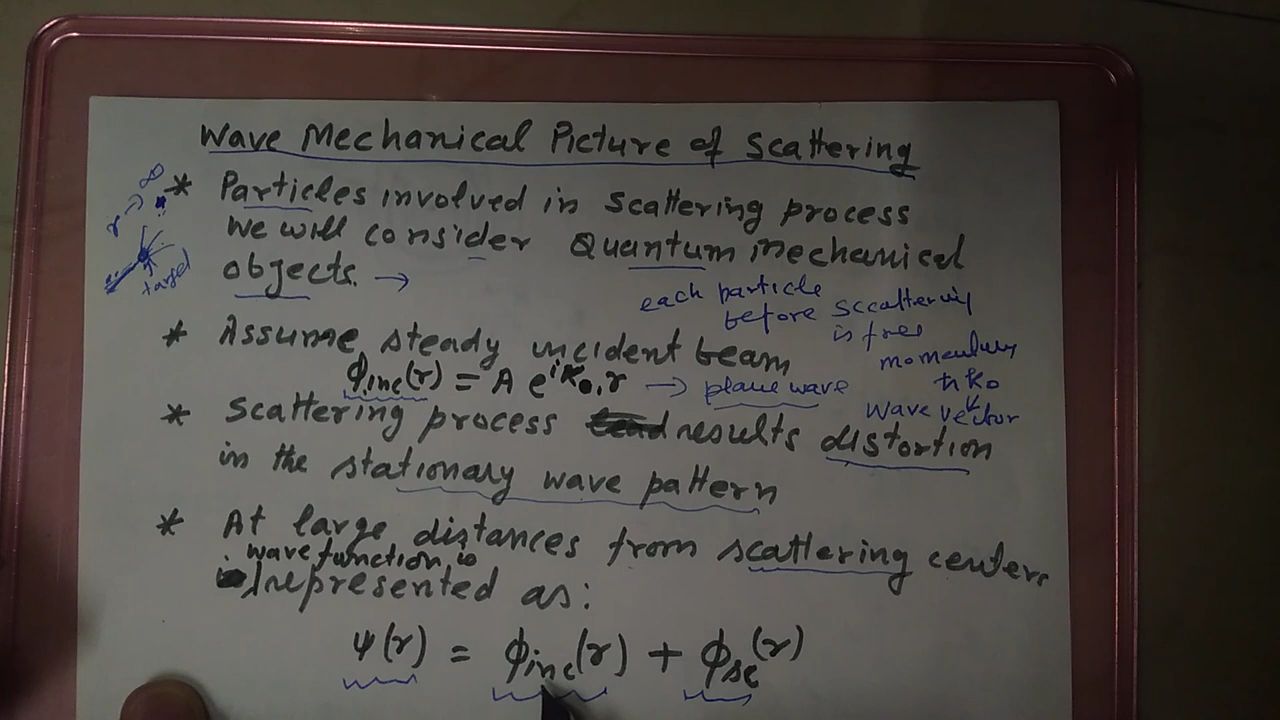 Wave Mechanical Picture of Scattering
r → ∞
* Particles involved in scattering process
we will consider Quantum mechanical
objects. →
target
each particle
before sccattering
is free
momentum
ħk₀
wave vector
* Assume steady incident beam
ϕinc(r) = A e^{iK₀.r} → plane wave
* Scattering process results distortion
in the stationary wave pattern
* At large distances from scattering centers
wave function is
represented as:
ψ(r) = ϕinc(r) + ϕsc(r)